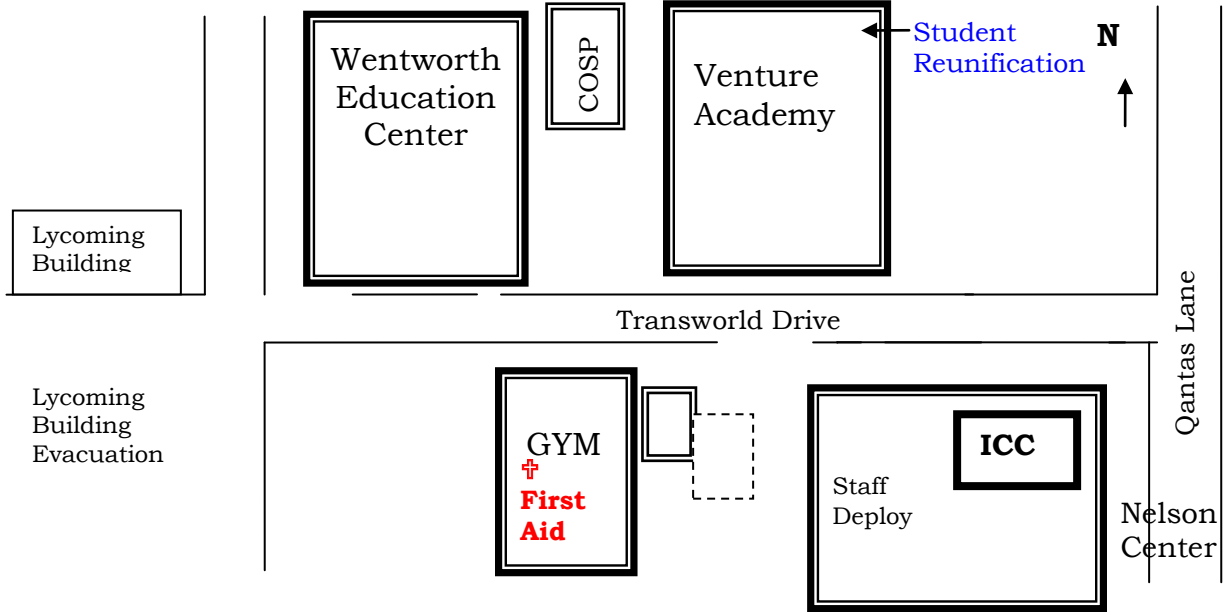 Wentworth
Education
Center
COSP
Venture
Academy
Student
Reunification
N
Lycoming
Building
Transworld Drive
Qantas Lane
Lycoming
Building
Evacuation
GYM
First
Aid
ICC
Staff
Deploy
Nelson
Center